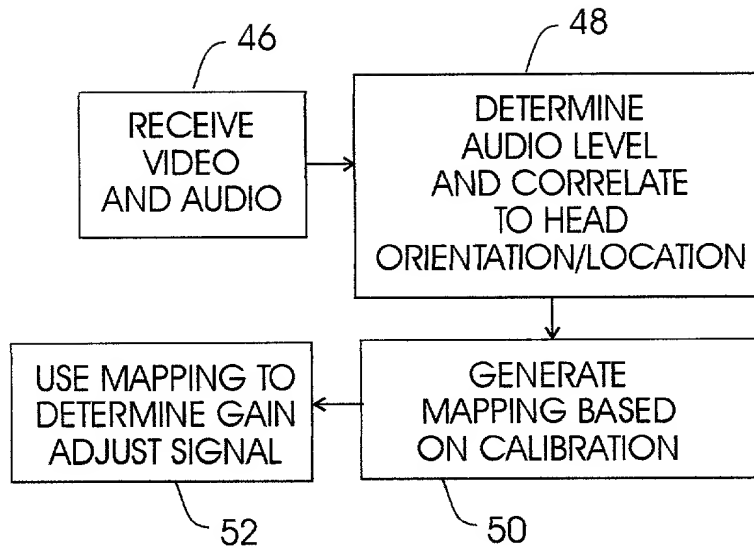 46
RECEIVE
VIDEO
AND AUDIO
48
DETERMINE
AUDIO LEVEL
AND CORRELATE
TO HEAD
ORIENTATION/LOCATION
GENERATE
MAPPING BASED
ON CALIBRATION
50
USE MAPPING TO
DETERMINE GAIN
ADJUST SIGNAL
52